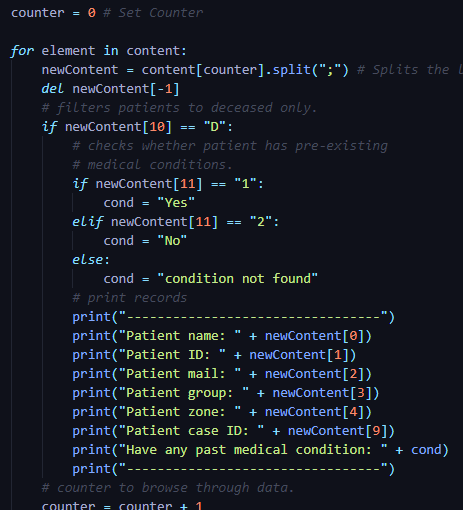 counter = 0 # Set Counter
for element in content:
    newContent = content[counter].split(";") # Splits the
    del newContent[-1]
    # filters patients to deceased only.
    if newContent[10] == "D":
        # checks whether patient has pre-existing
        # medical conditions.
        if newContent[11] == "1":
            cond = "Yes"
        elif newContent[11] == "2":
            cond = "No"
        else:
            cond = "condition not found"
        # print records
        print("---------------------------------")
        print("Patient name: " + newContent[0])
        print("Patient ID: " + newContent[1])
        print("Patient mail: " + newContent[2])
        print("Patient group: " + newContent[3])
        print("Patient zone: " + newContent[4])
        print("Patient case ID: " + newContent[9])
        print("Have any past medical condition: " + cond)
        print("---------------------------------")
    # counter to browse through data.
    counter = counter + 1